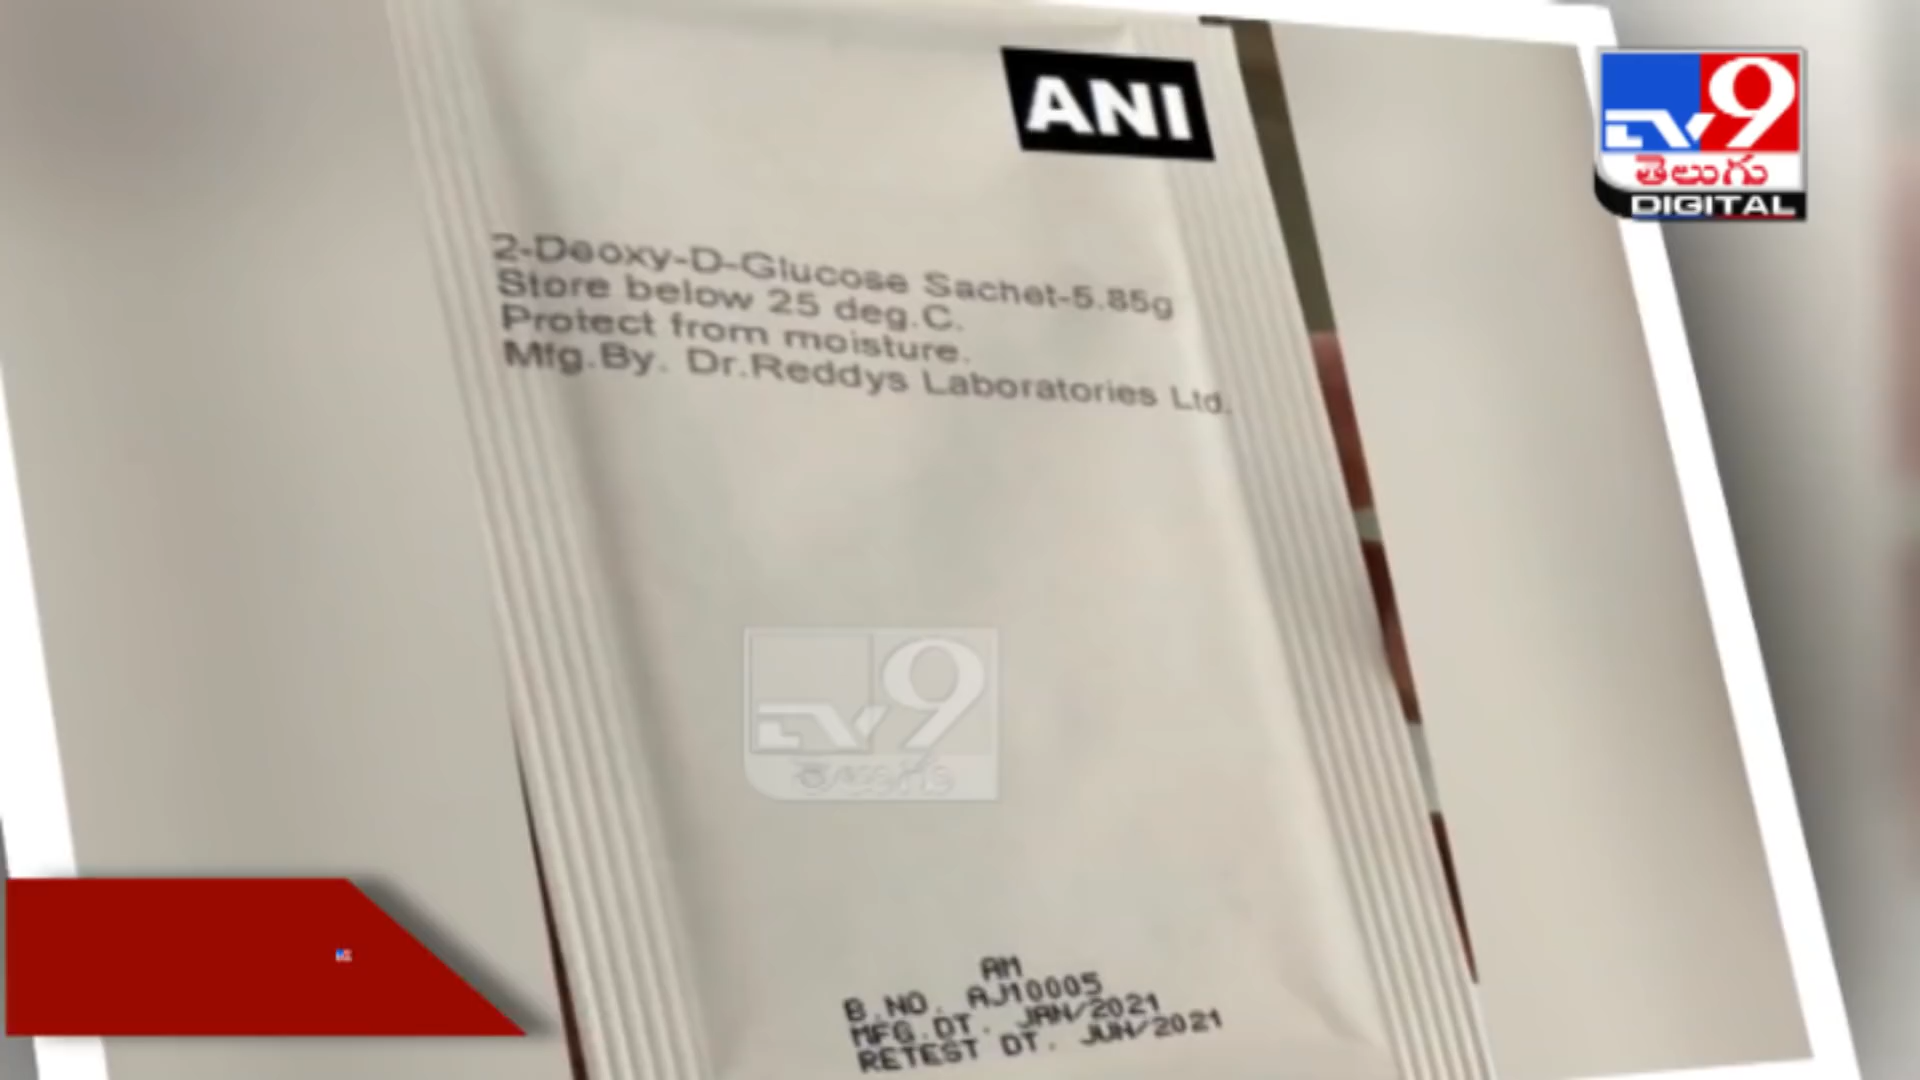 ANI
TV9
తెలుగు
DIGITAL
2-Deoxy-D-Glucose Sachet-5.85g
Store below 25 deg.C.
Protect from moisture.
Mfg.By. Dr.Reddys Laboratories Ltd.
TV9
తెలుగు
AM
B.NO. AJ10005
MFG.DT. JAN/2021
RETEST DT. JUN/2021